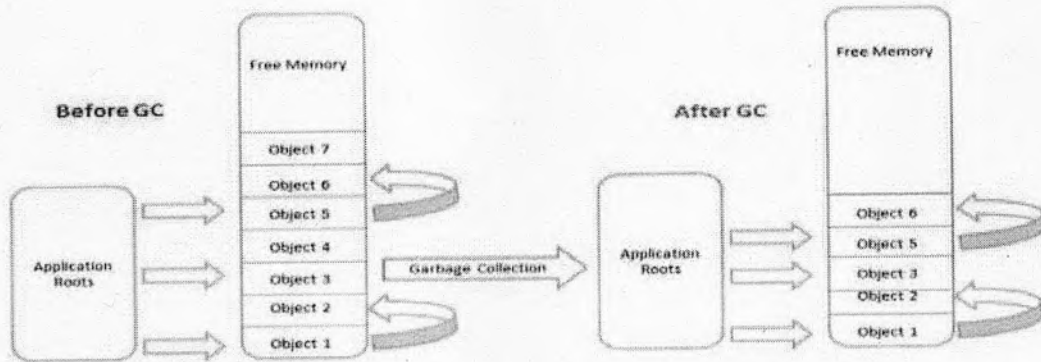 Before GC
Free Memory
Object 7
Object 6
Object 5
Object 4
Object 3
Object 2
Object 1
Application
Roots
Garbage Collection
After GC
Free Memory
Object 6
Object 5
Object 3
Object 2
Object 1
Application
Roots